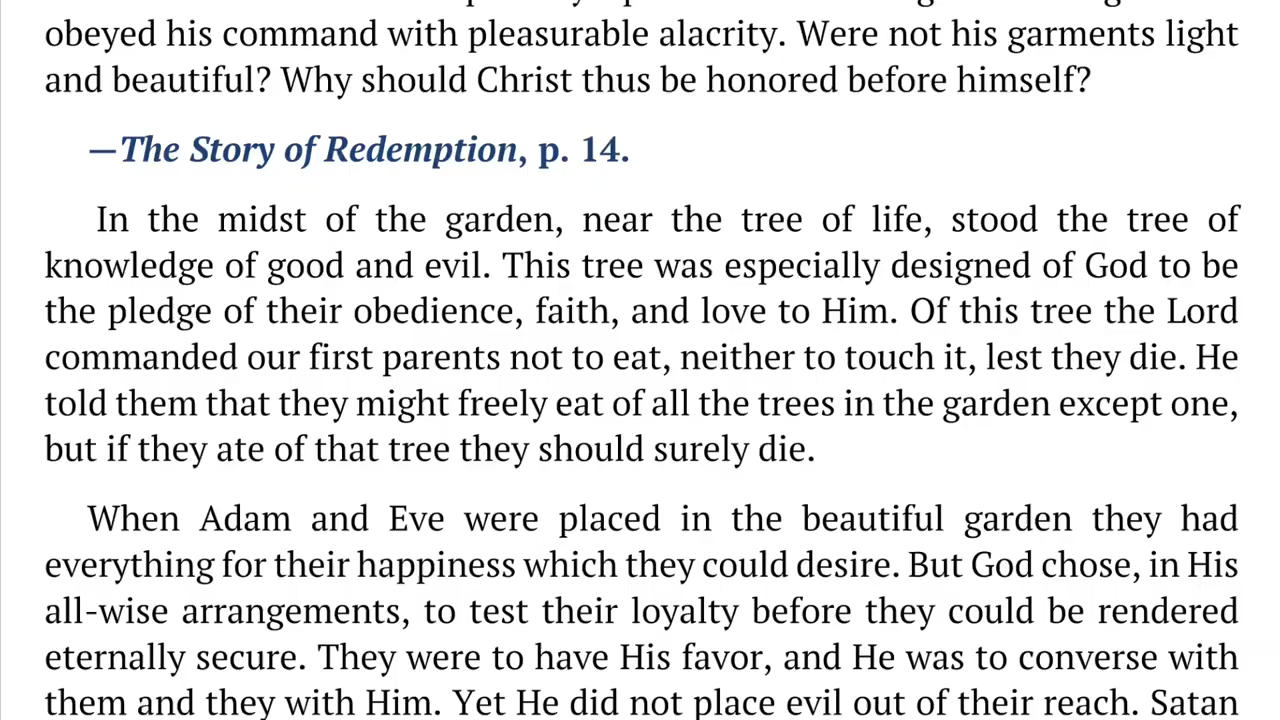 obeyed his command with pleasurable alacrity. Were not his garments light
and beautiful? Why should Christ thus be honored before himself?
—The Story of Redemption, p. 14.
In the midst of the garden, near the tree of life, stood the tree of
knowledge of good and evil. This tree was especially designed of God to be
the pledge of their obedience, faith, and love to Him. Of this tree the Lord
commanded our first parents not to eat, neither to touch it, lest they die. He
told them that they might freely eat of all the trees in the garden except one,
but if they ate of that tree they should surely die.
When Adam and Eve were placed in the beautiful garden they had
everything for their happiness which they could desire. But God chose, in His
all-wise arrangements, to test their loyalty before they could be rendered
eternally secure. They were to have His favor, and He was to converse with
them and they with Him. Yet He did not place evil out of their reach. Satan